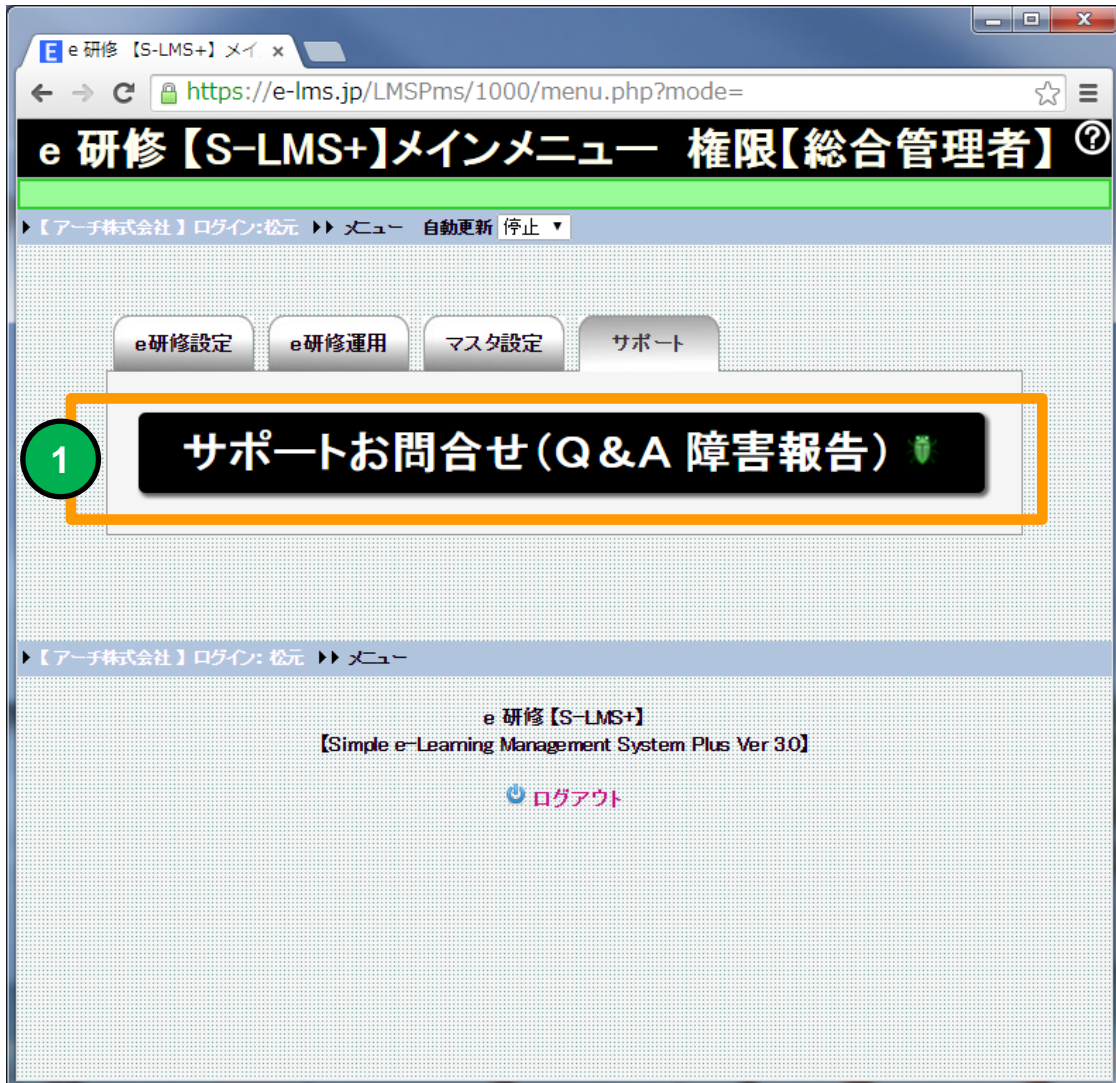 e 研修 【S-LMS+】メイ
https://e-lms.jp/LMSPms/1000/menu.php?mode=
e 研修【S-LMS+】メインメニュー 権限【総合管理者】
【アーチ株式会社】ログイン:松元 メニュー 自動更新 停止
e研修設定 e研修運用 マスタ設定 サポート
1
サポートお問合せ(Q&A 障害報告)
【アーチ株式会社】ログイン: 松元 メニュー
e 研修【S-LMS+】
【Simple e-Learning Management System Plus Ver 3.0】
ログアウト